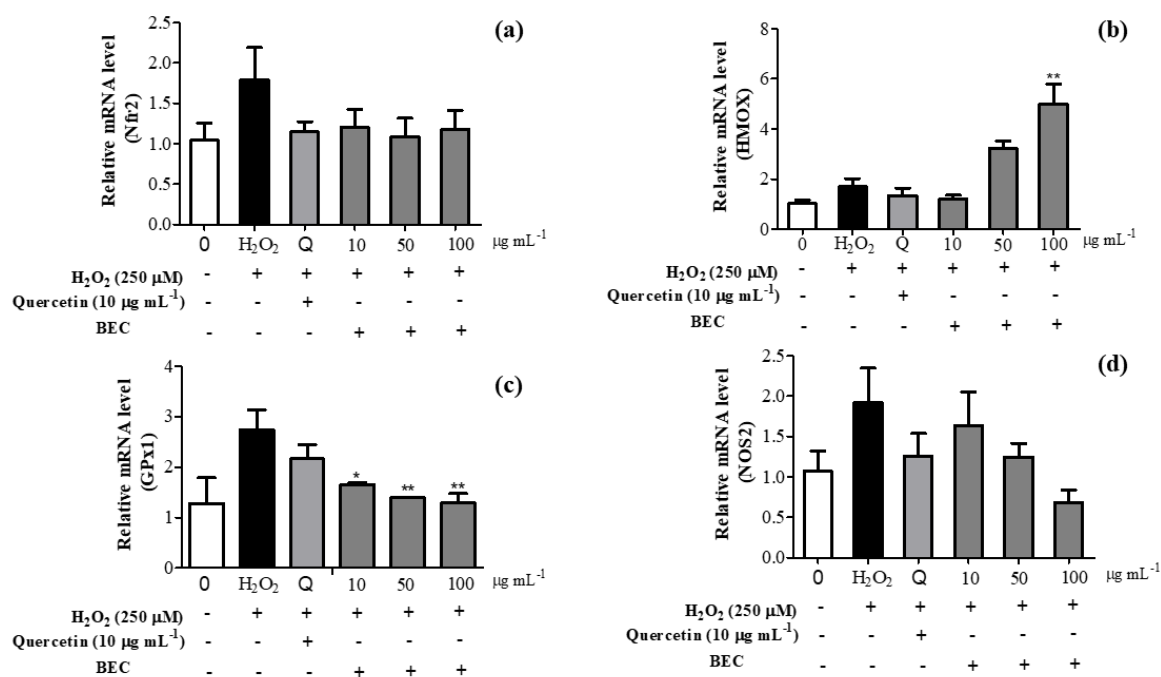 (a)
Relative mRNA level
(Nfr2)
2.5
2.0
1.5
1.0
0.5
0.0
0 H₂O₂ Q 10 50 100 µg mL⁻¹
H₂O₂ (250 µM) - + + + + +
Quercetin (10 µg mL⁻¹) - - + - - -
BEC - - - + + +
(b)
Relative mRNA level
(HMOX)
8
6
4
2
0
**
0 H₂O₂ Q 10 50 100 µg mL⁻¹
H₂O₂ (250 µM) - + + + + +
Quercetin (10 µg mL⁻¹) - - + - - -
BEC - - - + + +
(c)
Relative mRNA level
(GPx1)
4
3
2
1
0
* ** **
0 H₂O₂ Q 10 50 100 µg mL⁻¹
H₂O₂ (250 µM) - + + + + +
Quercetin (10 µg mL⁻¹) - - + - - -
BEC - - - + + +
(d)
Relative mRNA level
(NOS2)
2.5
2.0
1.5
1.0
0.5
0.0
0 H₂O₂ Q 10 50 100 µg mL⁻¹
H₂O₂ (250 µM) - + + + + +
Quercetin (10 µg mL⁻¹) - - + - - -
BEC - - - + + +